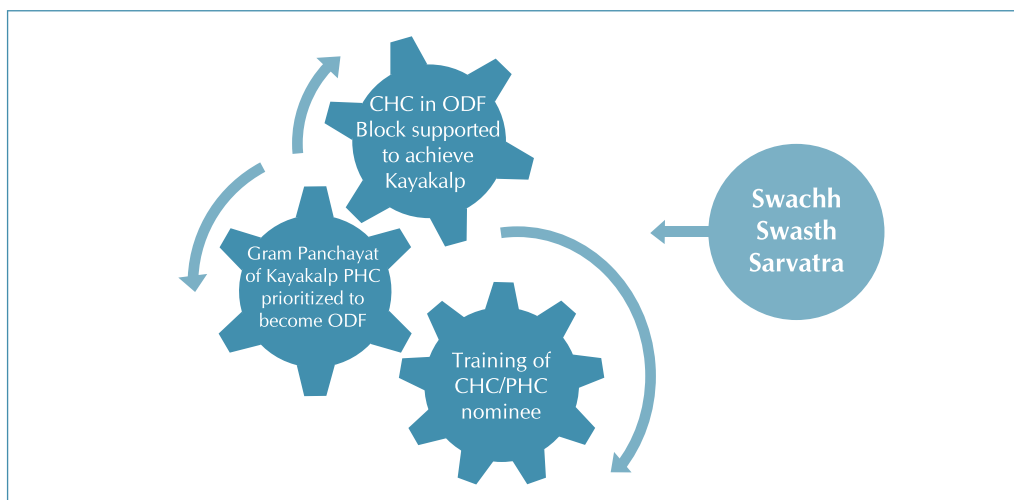 CHC in ODF
Block supported
to achieve
Kayakalp
Gram Panchayat
of Kayakalp PHC
prioritized to
become ODF
Training of
CHC/PHC
nominee
Swachh
Swasth
Sarvatra